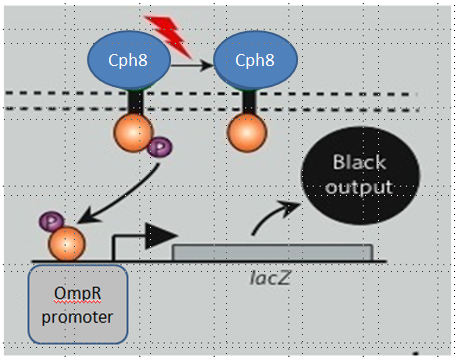 Cph8
Cph8
P
Black
output
P
lacZ
OmpR
promoter